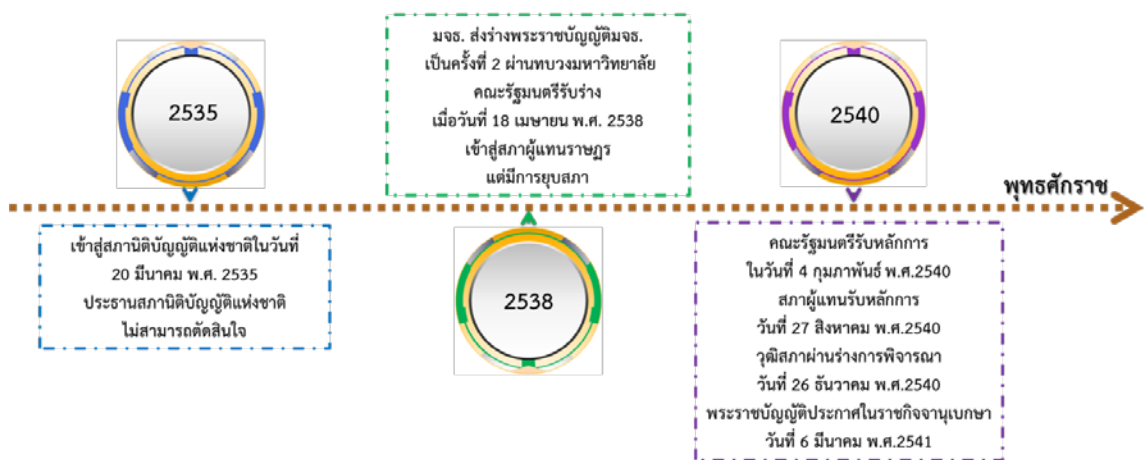 2535
เข้าสู่สภานิติบัญญัติแห่งชาติในวันที่
20 มีนาคม พ.ศ. 2535
ประธานสภานิติบัญญัติแห่งชาติ
ไม่สามารถตัดสินใจ
มจธ. ส่งร่างพระราชบัญญัติมจธ.
เป็นครั้งที่ 2 ผ่านทบวงมหาวิทยาลัย
คณะรัฐมนตรีรับร่าง
เมื่อวันที่ 18 เมษายน พ.ศ. 2538
เข้าสู่สภาผู้แทนราษฎร
แต่มีการยุบสภา
2538
2540
คณะรัฐมนตรีรับหลักการ
ในวันที่ 4 กุมภาพันธ์ พ.ศ.2540
สภาผู้แทนรับหลักการ
วันที่ 27 สิงหาคม พ.ศ.2540
วุฒิสภาผ่านร่างการพิจารณา
วันที่ 26 ธันวาคม พ.ศ.2540
พระราชบัญญัติประกาศในราชกิจจานุเบกษา
วันที่ 6 มีนาคม พ.ศ.2541
พุทธศักราช